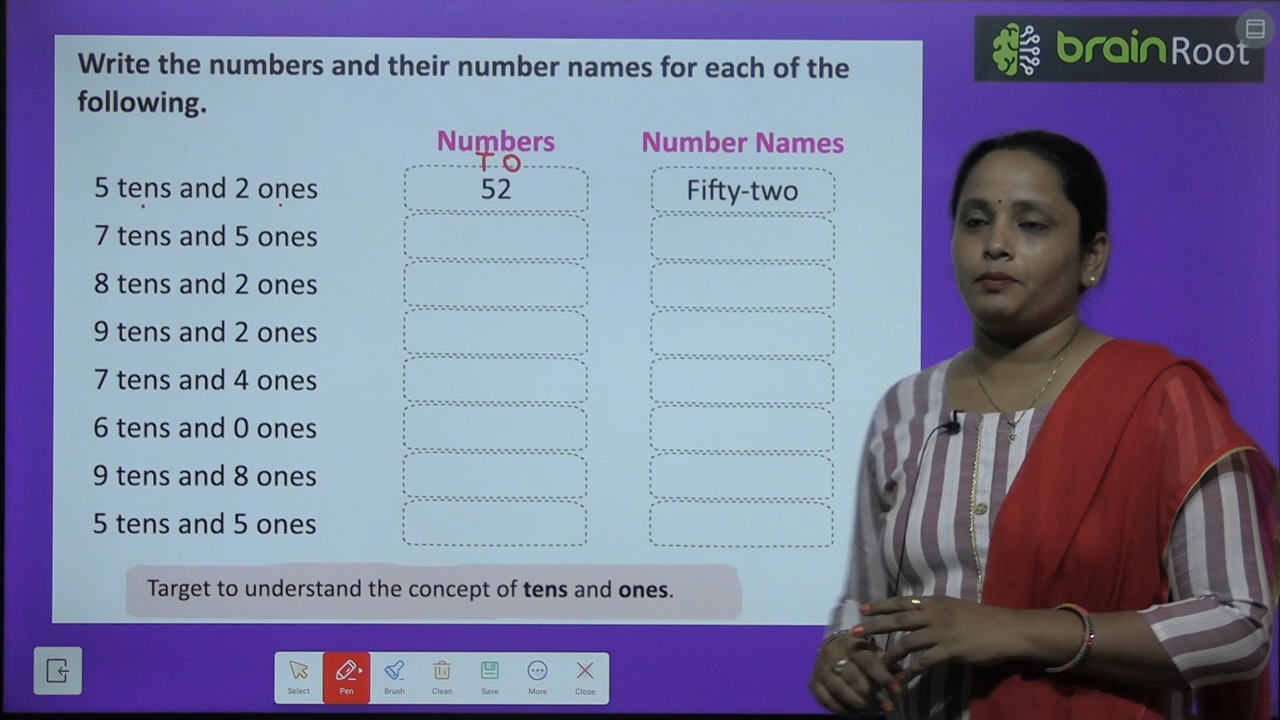 brainRoot
Write the numbers and their number names for each of the
following.
Numbers Number Names
T O
5 tens and 2 ones 52 Fifty-two
7 tens and 5 ones
8 tens and 2 ones
9 tens and 2 ones
7 tens and 4 ones
6 tens and 0 ones
9 tens and 8 ones
5 tens and 5 ones
Target to understand the concept of tens and ones.
Select Pen Brush Clean Save More Close